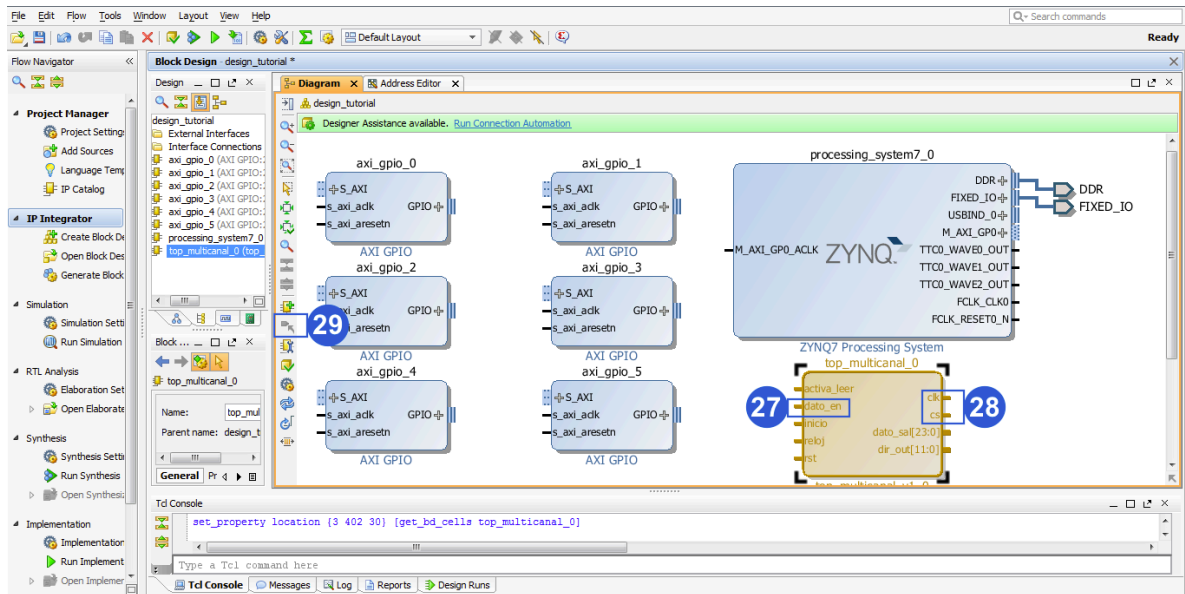 File Edit Flow Tools Window Layout View Help
Q- Search commands
Default Layout
Ready
Flow Navigator
Project Manager
Project Setting
Add Sources
Language Temp
IP Catalog
IP Integrator
Create Block De
Open Block Des
Generate Block
Simulation
Simulation Setti
Run Simulation
RTL Analysis
Elaboration Set
Open Elaborate
Synthesis
Synthesis Setti
Run Synthesis
Open Synthesi
Implementation
Implementation
Run Implement
Open Implemer
Block Design - design_tutorial *
Design
design_tutorial
External Interfaces
Interface Connections
axi_gpio_0 (AXI GPIO:
axi_gpio_1 (AXI GPIO:
axi_gpio_2 (AXI GPIO:
axi_gpio_3 (AXI GPIO:
axi_gpio_4 (AXI GPIO:
axi_gpio_5 (AXI GPIO:
processing_system7_0
top_multicanal_0 (top_
Block ...
top_multicanal_0
Name: top_mul
Parent name: design_t
General Pr
Diagram Address Editor
design_tutorial
Designer Assistance available. Run Connection Automation
axi_gpio_0
S_AXI
s_axi_aclk GPIO
s_axi_aresetn
AXI GPIO
axi_gpio_1
S_AXI
s_axi_aclk GPIO
s_axi_aresetn
AXI GPIO
axi_gpio_2
S_AXI
axi_aclk GPIO
axi_aresetn
AXI GPIO
29
axi_gpio_3
S_AXI
s_axi_aclk GPIO
s_axi_aresetn
AXI GPIO
axi_gpio_4
S_AXI
s_axi_aclk GPIO
s_axi_aresetn
AXI GPIO
axi_gpio_5
S_AXI
s_axi_aclk GPIO
s_axi_aresetn
AXI GPIO
processing_system7_0
DDR
FIXED_IO
USBIND_0
M_AXI_GP0
M_AXI_GP0_ACLK
ZYNQ
TTC0_WAVE0_OUT
TTC0_WAVE1_OUT
TTC0_WAVE2_OUT
FCLK_CLK0
FCLK_RESET0_N
ZYNQ7 Processing System
DDR
FIXED_IO
top_multicanal_0
activa_leer
dato_en
inicio
reloj
rst
clk
cs
dato_sal[23:0]
dir_out[11:0]
top_multicanal_v1_0
27
28
Tcl Console
set_property location {3 402 30} [get_bd_cells top_multicanal_0]
Type a Tcl command here
Tcl Console Messages Log Reports Design Runs